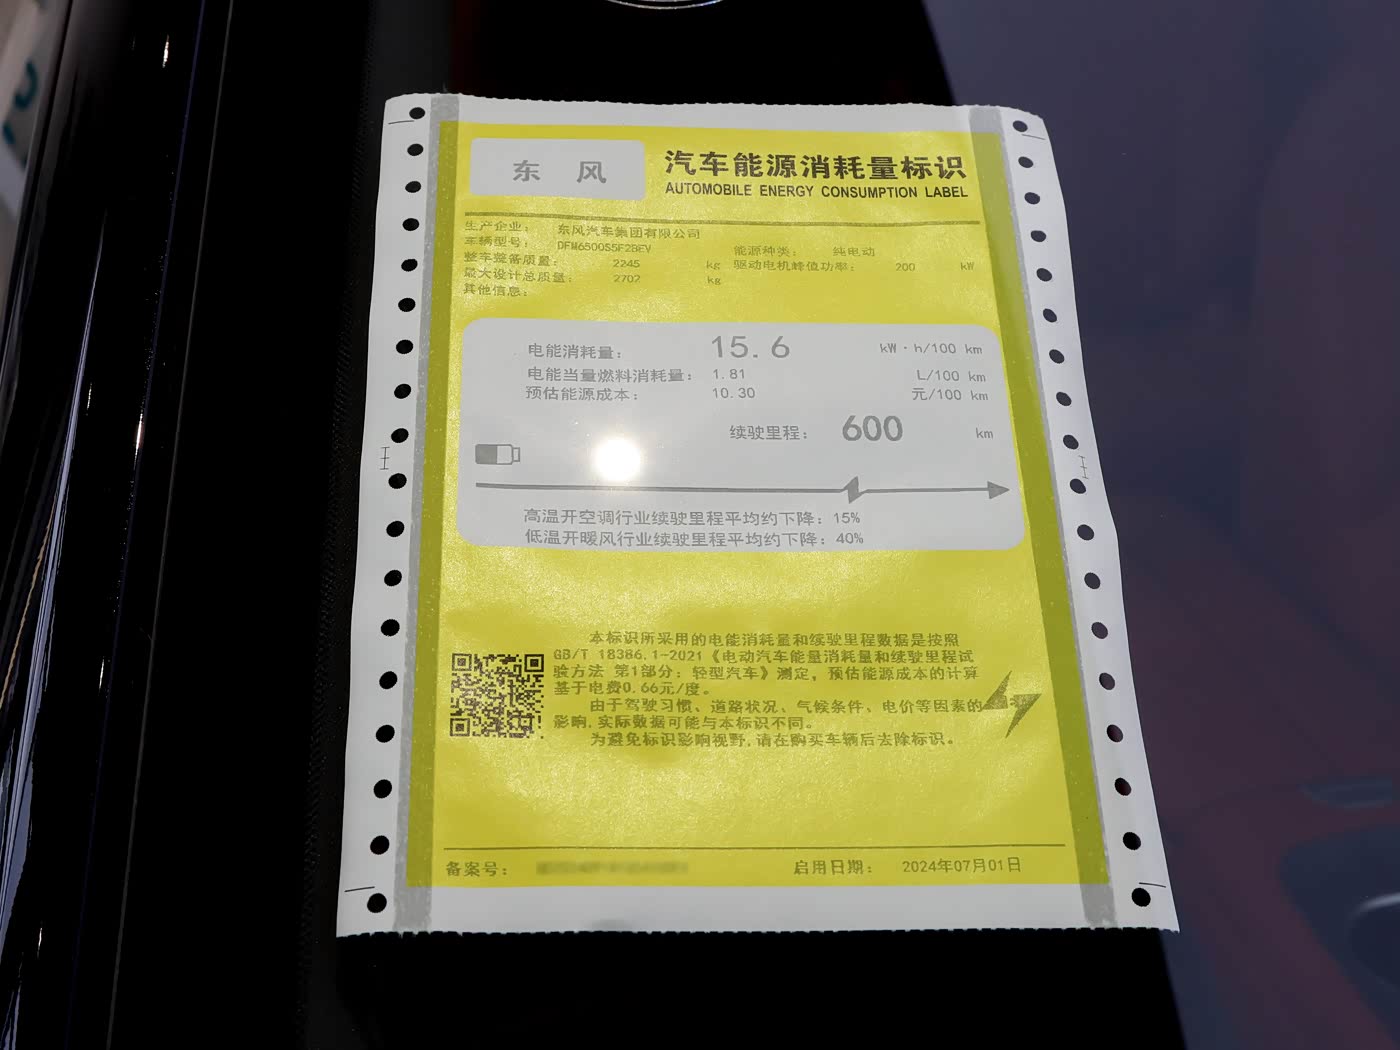 东 风
汽车能源消耗量标识
AUTOMOBILE ENERGY CONSUMPTION LABEL
生产企业： 东风汽车集团有限公司
车辆型号： DFM6500S5F2BEV
能源种类： 纯电动
整车整备质量： 2245 kg 驱动电机峰值功率： 200 kW
最大设计总质量： 2702 kg
其他信息：
电能消耗量： 15.6 kW·h/100 km
电能当量燃料消耗量： 1.81 L/100 km
预估能源成本： 10.30 元/100 km
续驶里程： 600 km
高温开空调行业续驶里程平均约下降：15%
低温开暖风行业续驶里程平均约下降：40%
本标识所采用的电能消耗量和续驶里程数据是按照
GB/T 18386.1-2021《电动汽车能量消耗量和续驶里程试
验方法 第1部分：轻型汽车》测定，预估能源成本的计算
基于电费0.66元/度。
由于驾驶习惯、道路状况、气候条件、电价等因素的
影响,实际数据可能与本标识不同。
为避免标识影响视野,请在购买车辆后去除标识。
备案号：
启用日期： 2024年07月01日